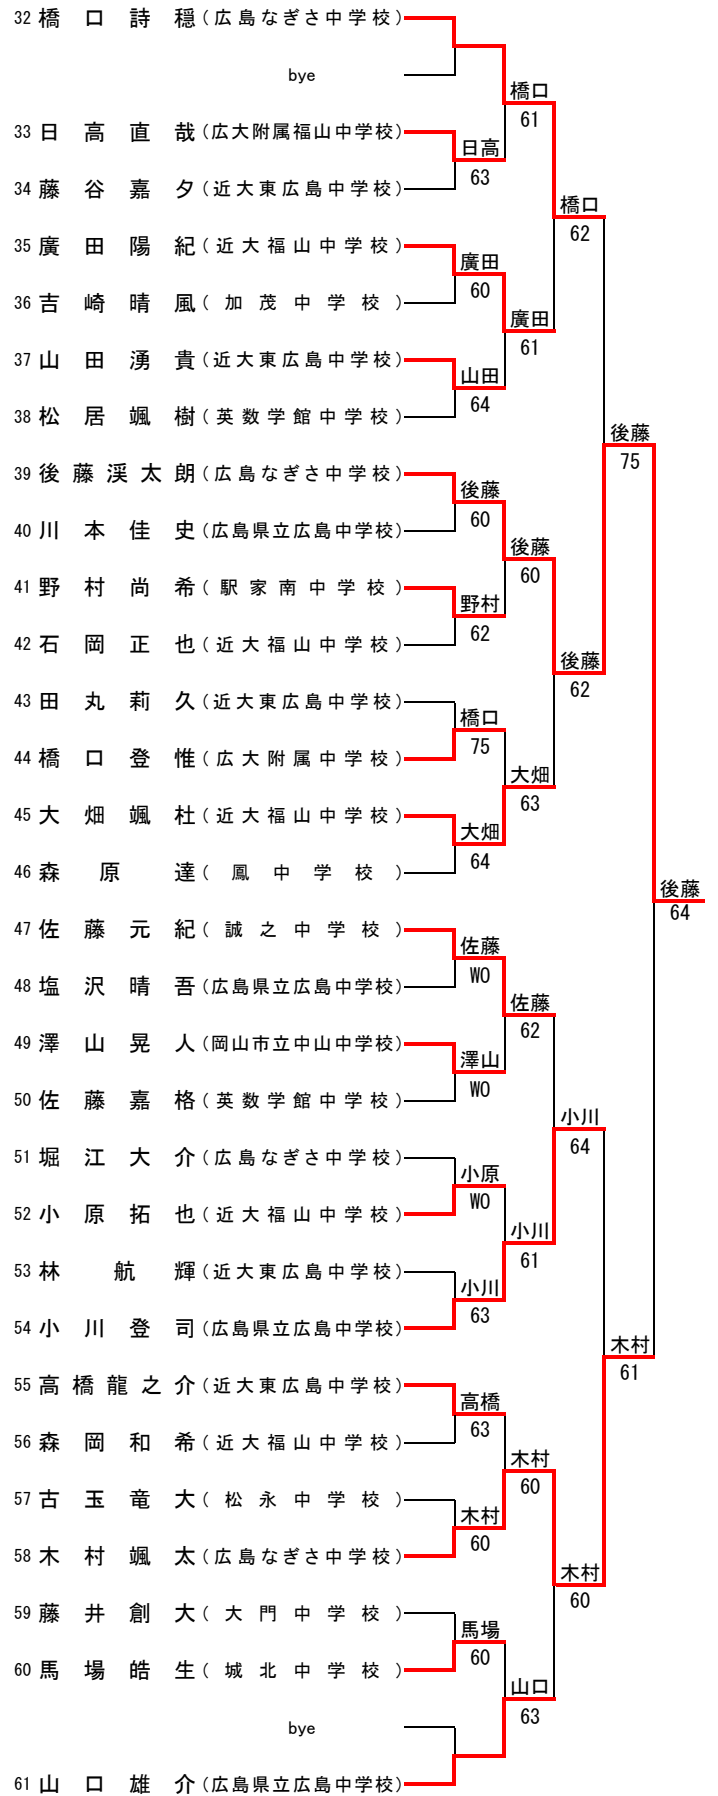 32 橋口詩穏(広島なぎさ中学校)
bye
橋口
61
33 日高直哉(広大附属福山中学校)
日高
63
34 藤谷嘉夕(近大東広島中学校)
橋口
62
35 廣田陽紀(近大福山中学校)
廣田
60
36 吉崎晴風(加茂中学校)
廣田
61
37 山田湧貴(近大東広島中学校)
山田
64
38 松居颯樹(英数学館中学校)
後藤
75
39 後藤渓太朗(広島なぎさ中学校)
後藤
60
40 川本佳史(広島県立広島中学校)
後藤
60
41 野村尚希(駅家南中学校)
野村
62
42 石岡正也(近大福山中学校)
後藤
62
43 田丸莉久(近大東広島中学校)
橋口
75
44 橋口登惟(広大附属中学校)
大畑
63
45 大畑颯杜(近大福山中学校)
大畑
64
46 森原達(鳳中学校)
後藤
64
47 佐藤元紀(誠之中学校)
佐藤
WO
48 塩沢晴吾(広島県立広島中学校)
佐藤
62
49 澤山晃人(岡山市立中山中学校)
澤山
WO
50 佐藤嘉格(英数学館中学校)
小川
64
51 堀江大介(広島なぎさ中学校)
小原
WO
52 小原拓也(近大福山中学校)
小川
61
53 林航輝(近大東広島中学校)
小川
63
54 小川登司(広島県立広島中学校)
木村
61
55 高橋龍之介(近大東広島中学校)
高橋
63
56 森岡和希(近大福山中学校)
木村
60
57 古玉竜大(松永中学校)
木村
60
58 木村颯太(広島なぎさ中学校)
木村
60
59 藤井創大(大門中学校)
馬場
60
60 馬場皓生(城北中学校)
山口
63
bye
61 山口雄介(広島県立広島中学校)